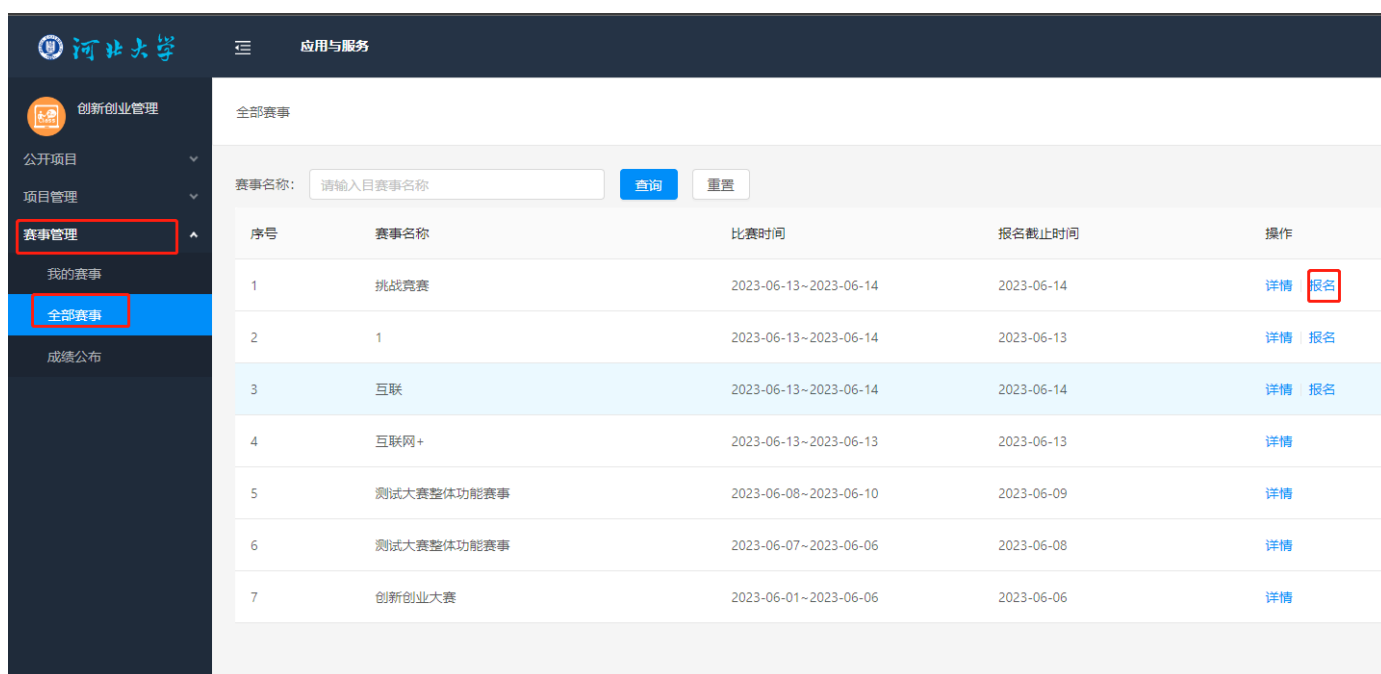 河北大学
应用与服务
创新创业管理
公开项目
项目管理
赛事管理
我的赛事
全部赛事
成绩公布
全部赛事
赛事名称： 请输入目赛事名称 查询 重置
序号 赛事名称 比赛时间 报名截止时间 操作
1 挑战竞赛 2023-06-13~2023-06-14 2023-06-14 详情 报名
2 1 2023-06-13~2023-06-14 2023-06-13 详情 报名
3 互联 2023-06-13~2023-06-14 2023-06-14 详情 报名
4 互联网+ 2023-06-13~2023-06-13 2023-06-13 详情
5 测试大赛整体功能赛事 2023-06-08~2023-06-10 2023-06-09 详情
6 测试大赛整体功能赛事 2023-06-07~2023-06-06 2023-06-08 详情
7 创新创业大赛 2023-06-01~2023-06-06 2023-06-06 详情